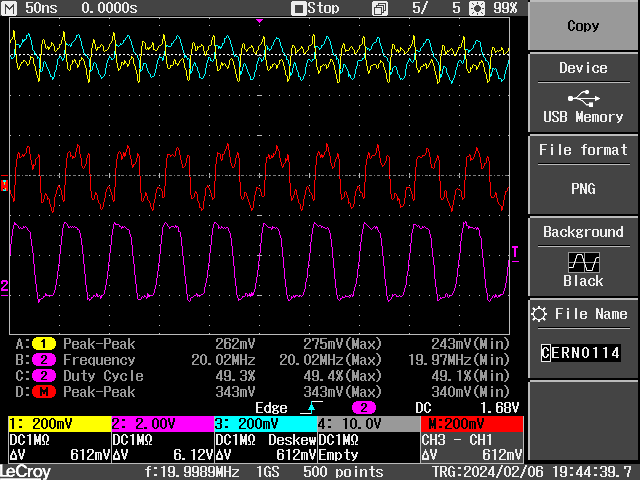 M 50ns 0.0000s Stop 5/ 5 99%
Copy
Device
USB Memory
File format
PNG
Background
Black
File Name
CERN0114
M
T
2
A: 1 Peak-Peak 262mV 275mV(Max) 243mV(Min)
B: 2 Frequency 20.02MHz 20.02MHz(Max) 19.97MHz(Min)
C: 2 Duty Cycle 49.3% 49.4%(Max) 49.1%(Min)
D: M Peak-Peak 343mV 343mV(Max) 340mV(Min)
Edge 2 DC 1.68V
1: 200mV 2: 2.00V 3: 200mV 4: 10.0V M:200mV
DC1MΩ DC1MΩ DC1MΩ Deskew DC1MΩ CH3 - CH1
ΔV 612mV ΔV 6.12V ΔV 612mV Empty ΔV 612mV
LeCroy f:19.9989MHz 1GS 500 points TRG:2024/02/06 19:44:39.7